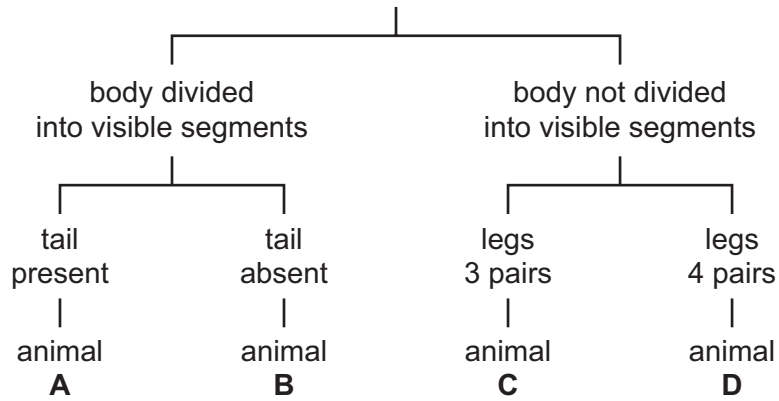 body divided
into visible segments
body not divided
into visible segments
tail
present
tail
absent
legs
3 pairs
legs
4 pairs
animal
A
animal
B
animal
C
animal
D